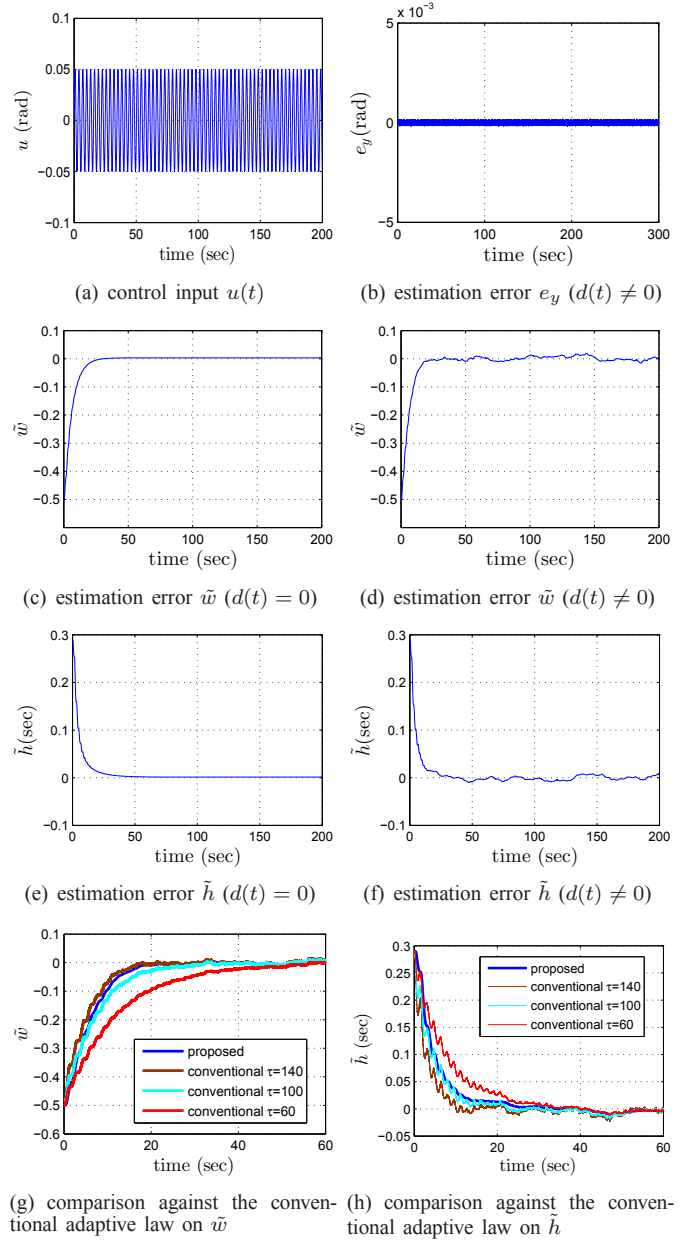 0.1
0.05
0
−0.05
−0.1
u (rad)
0 50 100 150 200
time (sec)
(a) control input u(t)
5 x 10⁻³
0
−5
e_y(rad)
0 100 200 300
time (sec)
(b) estimation error e_y (d(t) ≠ 0)
0.1
0
−0.1
−0.2
−0.3
−0.4
−0.5
w̃
0 50 100 150 200
time (sec)
(c) estimation error w̃ (d(t) = 0)
0.1
0
−0.1
−0.2
−0.3
−0.4
−0.5
w̃
0 50 100 150 200
time (sec)
(d) estimation error w̃ (d(t) ≠ 0)
0.3
0.2
0.1
0
−0.1
h̃(sec)
0 50 100 150 200
time (sec)
(e) estimation error h̃ (d(t) = 0)
0.3
0.2
0.1
0
−0.1
h̃(sec)
0 50 100 150 200
time (sec)
(f) estimation error h̃ (d(t) ≠ 0)
0.1
0
−0.1
−0.2
−0.3
−0.4
−0.5
−0.6
w̃
proposed
conventional τ=140
conventional τ=100
conventional τ=60
0 20 40 60
time (sec)
(g) comparison against the conven-
tional adaptive law on w̃
0.3
0.25
0.2
0.15
0.1
0.05
0
−0.05
h̃ (sec)
proposed
conventional τ=140
conventional τ=100
conventional τ=60
0 20 40 60
time (sec)
(h) comparison against the conven-
tional adaptive law on h̃